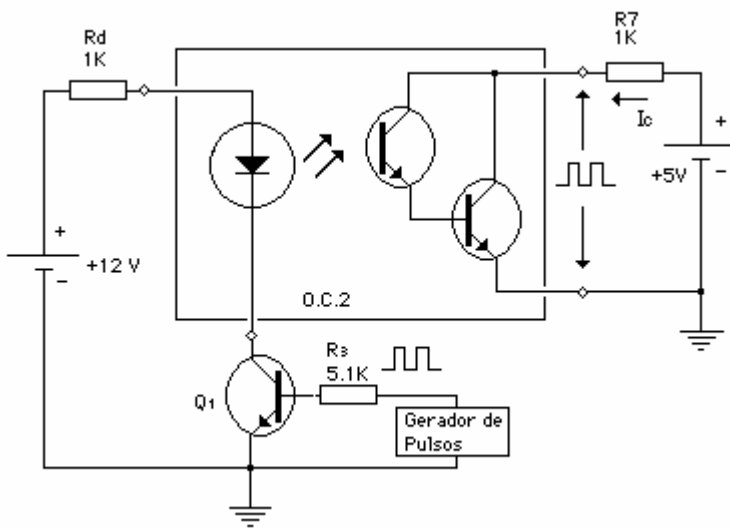 Rd
1K
R7
1K
Ic
+
-
+5V
+
-
+12 V
O.C.2
Q1
R3
5.1K
Gerador de
Pulsos